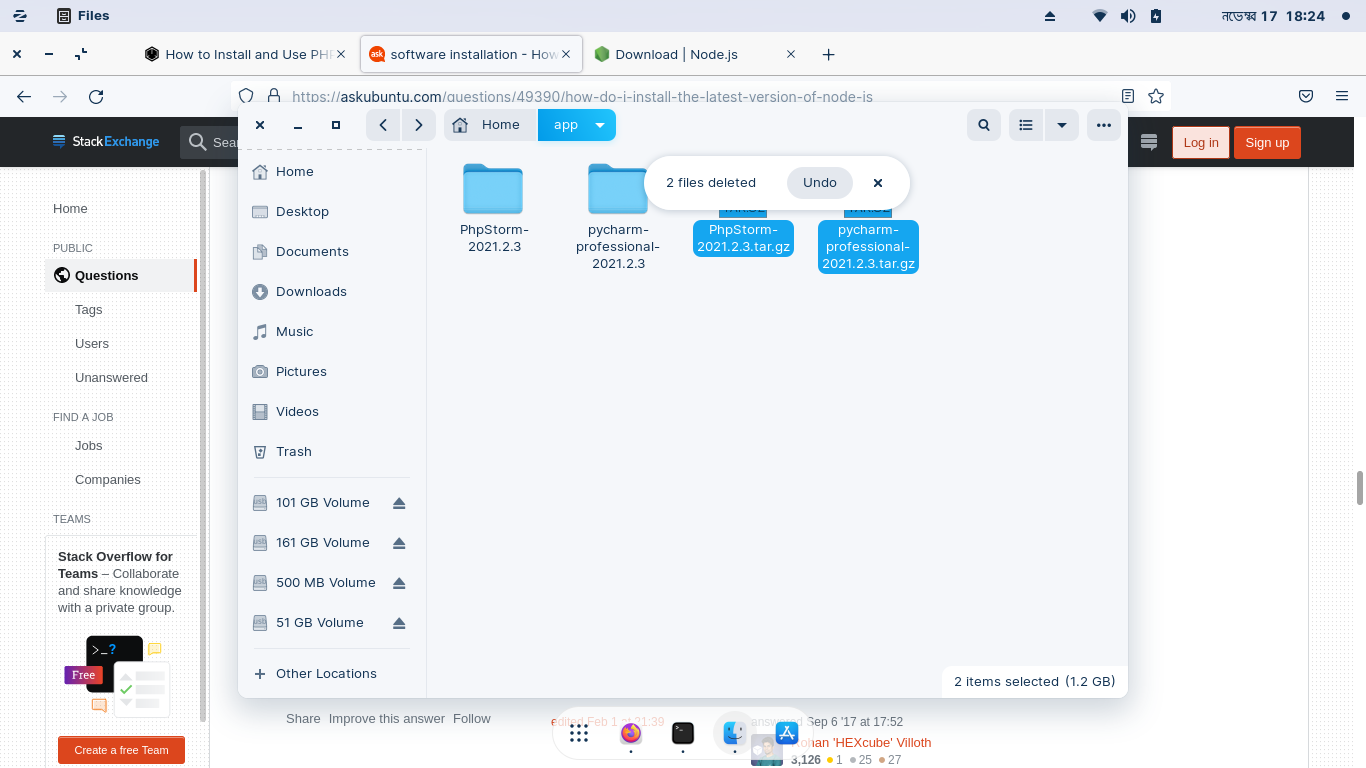 Files
নভেম্বর 17 18:24
How to Install and Use PHP
software installation - How
Download | Node.js
https://askubuntu.com/questions/49390/how-do-i-install-the-latest-version-of-node-js
StackExchange
Sear
Log in
Sign up
Home
app
2 files deleted
Undo
Home
Desktop
Documents
Downloads
Music
Pictures
Videos
Trash
101 GB Volume
161 GB Volume
500 MB Volume
51 GB Volume
Other Locations
PhpStorm-
2021.2.3
pycharm-
professional-
2021.2.3
PhpStorm-
2021.2.3.tar.gz
pycharm-
professional-
2021.2.3.tar.gz
2 items selected (1.2 GB)
Home
PUBLIC
Questions
Tags
Users
Unanswered
FIND A JOB
Jobs
Companies
TEAMS
Stack Overflow for
Teams – Collaborate
and share knowledge
with a private group.
>_?
Free
Create a free Team
Share Improve this answer Follow
edited Feb 1 at 21:39
answered Sep 6 '17 at 17:52
Rohan 'HEXcube' Villoth
3,126 1 25 27